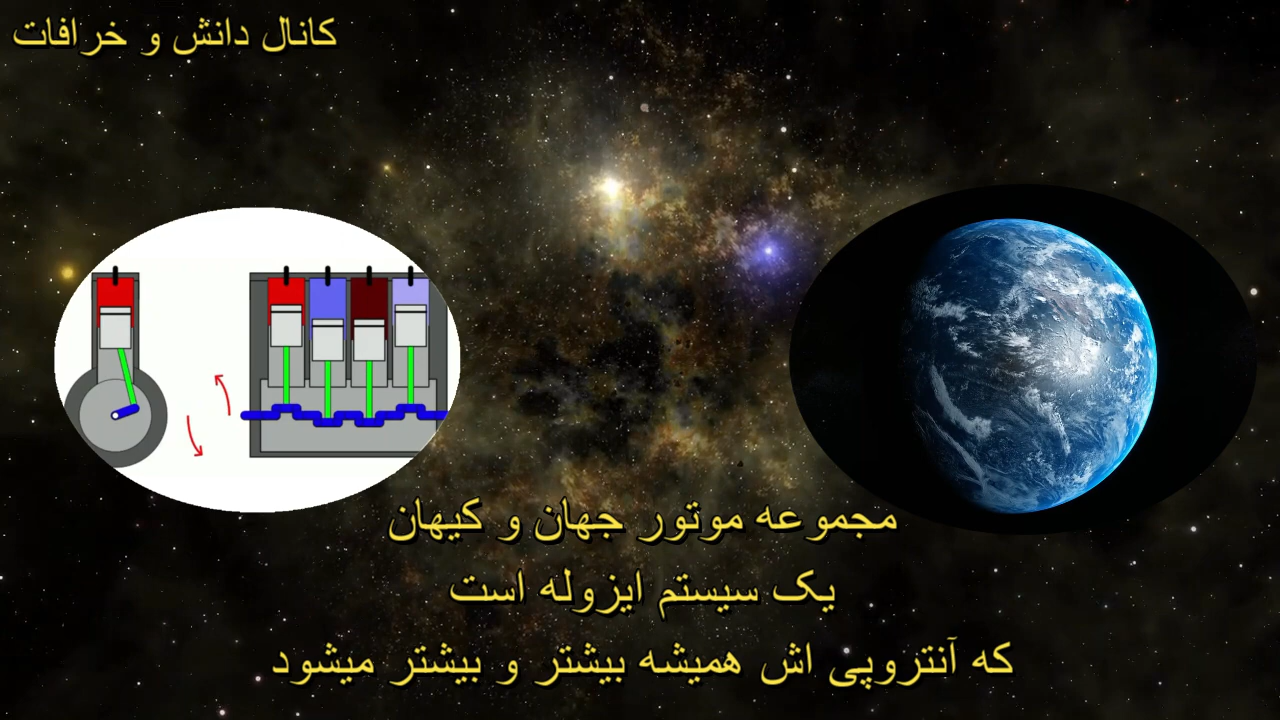 کانال دانش و خرافات
مجموعه موتور جهان و کیهان
یک سیستم ایزوله است
که آنتروپی اش همیشه بیشتر و بیشتر میشود